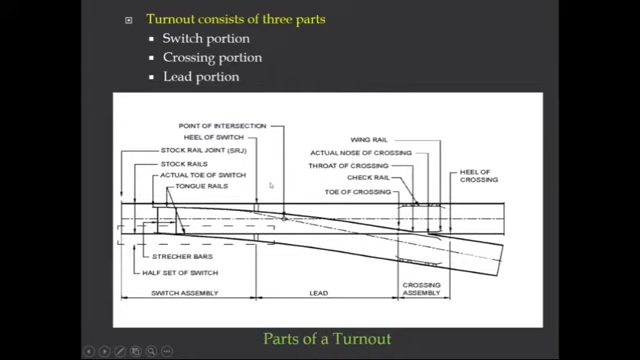 Turnout consists of three parts
Switch portion
Crossing portion
Lead portion
POINT OF INTERSECTION
HEEL OF SWITCH
STOCK RAIL JOINT (SRJ)
STOCK RAILS
ACTUAL TOE OF SWITCH
TONGUE RAILS
WING RAIL
ACTUAL NOSE OF CROSSING
THROAT OF CROSSING
CHECK RAIL
TOE OF CROSSING
HEEL OF
CROSSING
STRECHER BARS
HALF SET OF SWITCH
SWITCH ASSEMBLY
LEAD
CROSSING
ASSEMBLY
Parts of a Turnout